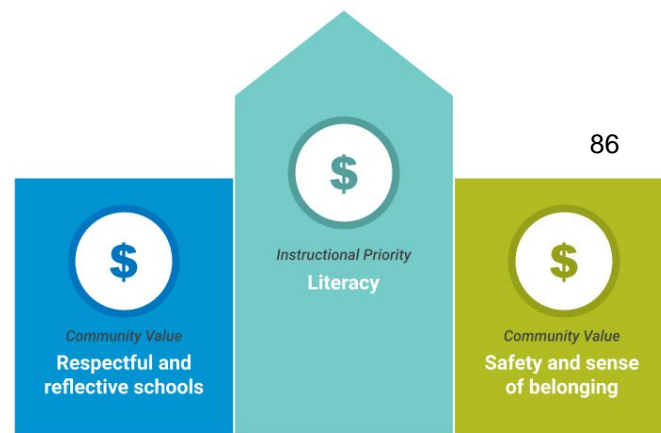 86
$
$
$
Instructional Priority
Literacy
Community Value
Respectful and
reflective schools
Community Value
Safety and sense
of belonging